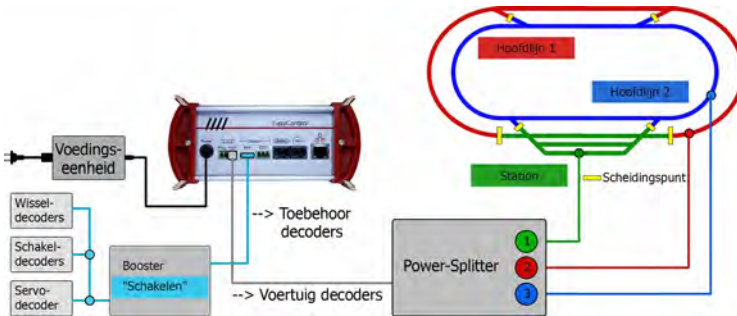 Hoofdlijn 1
Hoofdlijn 2
Voedings-
eenheid
Station
Scheidingspunt
Wissel-
decoders
--> Toebehoor
decoders
Schakel-
decoders
Booster
"Schakelen"
Servo-
decoder
--> Voertuig decoders
Power-Splitter
1
2
3